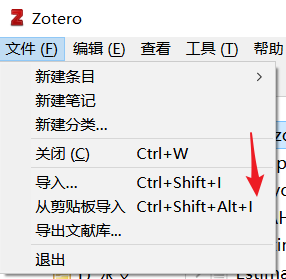 Zotero
文件 (F) 编辑 (E) 查看 工具 (T) 帮助
新建条目
新建笔记
新建分类...
关闭 (C) Ctrl+W
导入... Ctrl+Shift+I
从剪贴板导入 Ctrl+Shift+Alt+I
导出文献库...
退出